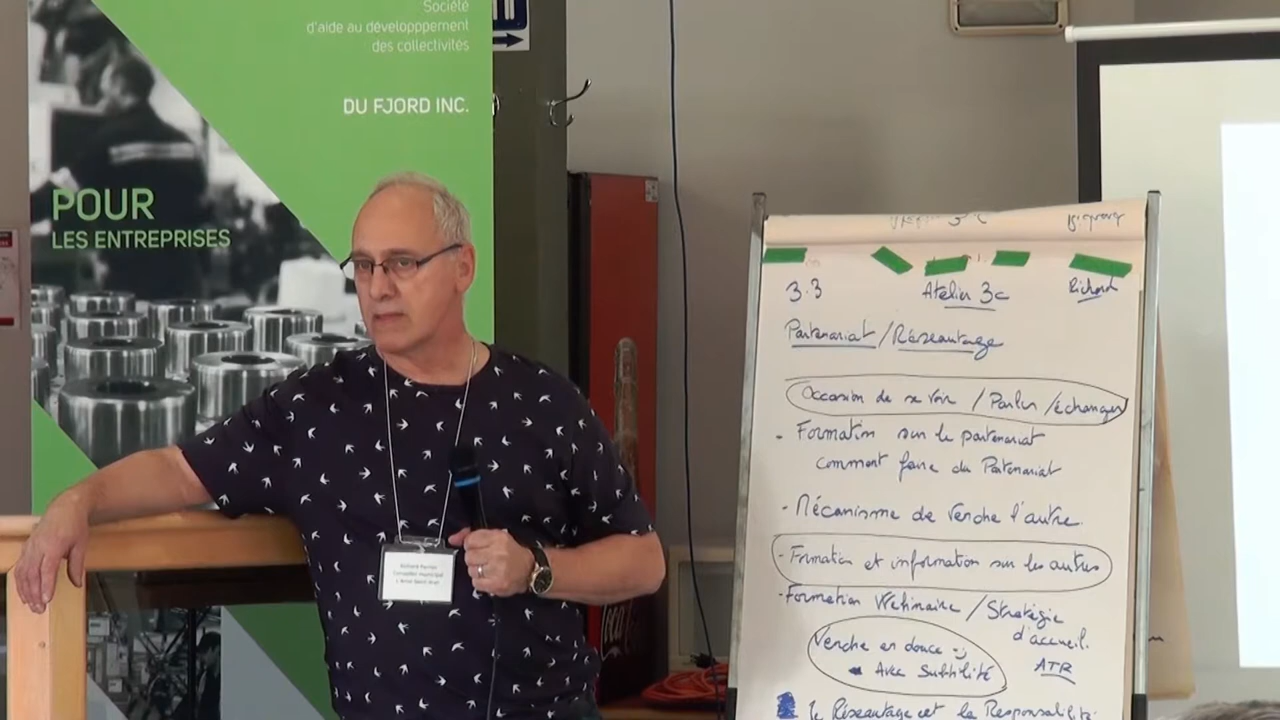 Société
d'aide au développpement
des collectivités
DU FJORD INC.
POUR
LES ENTREPRISES
Conseiller municipal
3.3 Atelier 3c Richard
Partenariat / Réseautage
Occasion de se voir / Parler / échanger
- Formation sur le partenariat
comment faire du Partenariat
- Mécanisme de vendre l'autre.
- Formation et information sur les autres
- Formation Webinaire / Stratégie
d'accueil.
ATR
Vendre en douce :-)
Avec Subtilité
le Réseautage et la Responsabilité